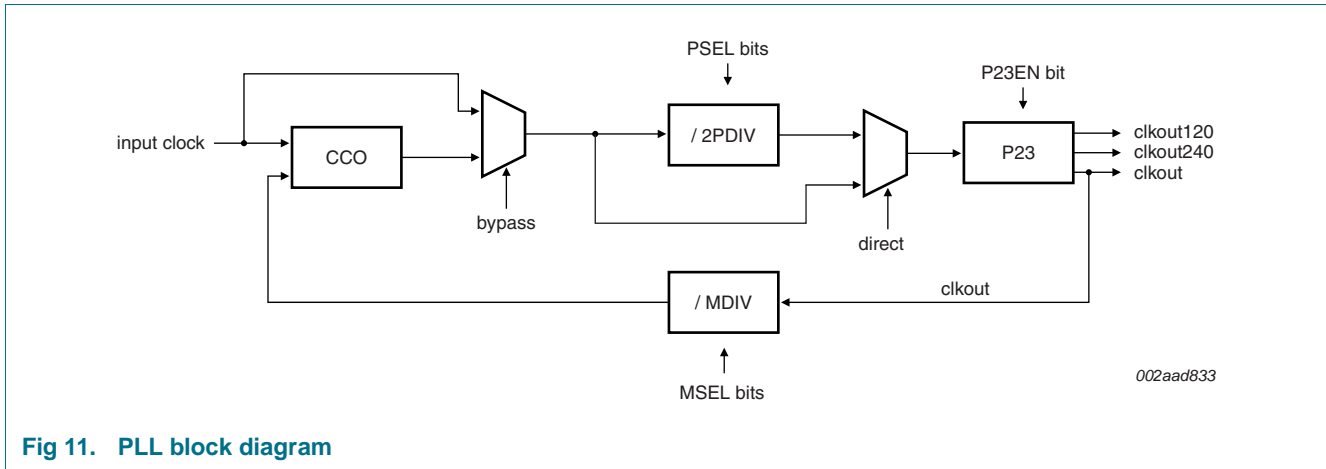 PSEL bits
P23EN bit
input clock
CCO
/ 2PDIV
P23
clkout120
clkout240
clkout
bypass
direct
/ MDIV
clkout
MSEL bits
002aad833
Fig 11. PLL block diagram